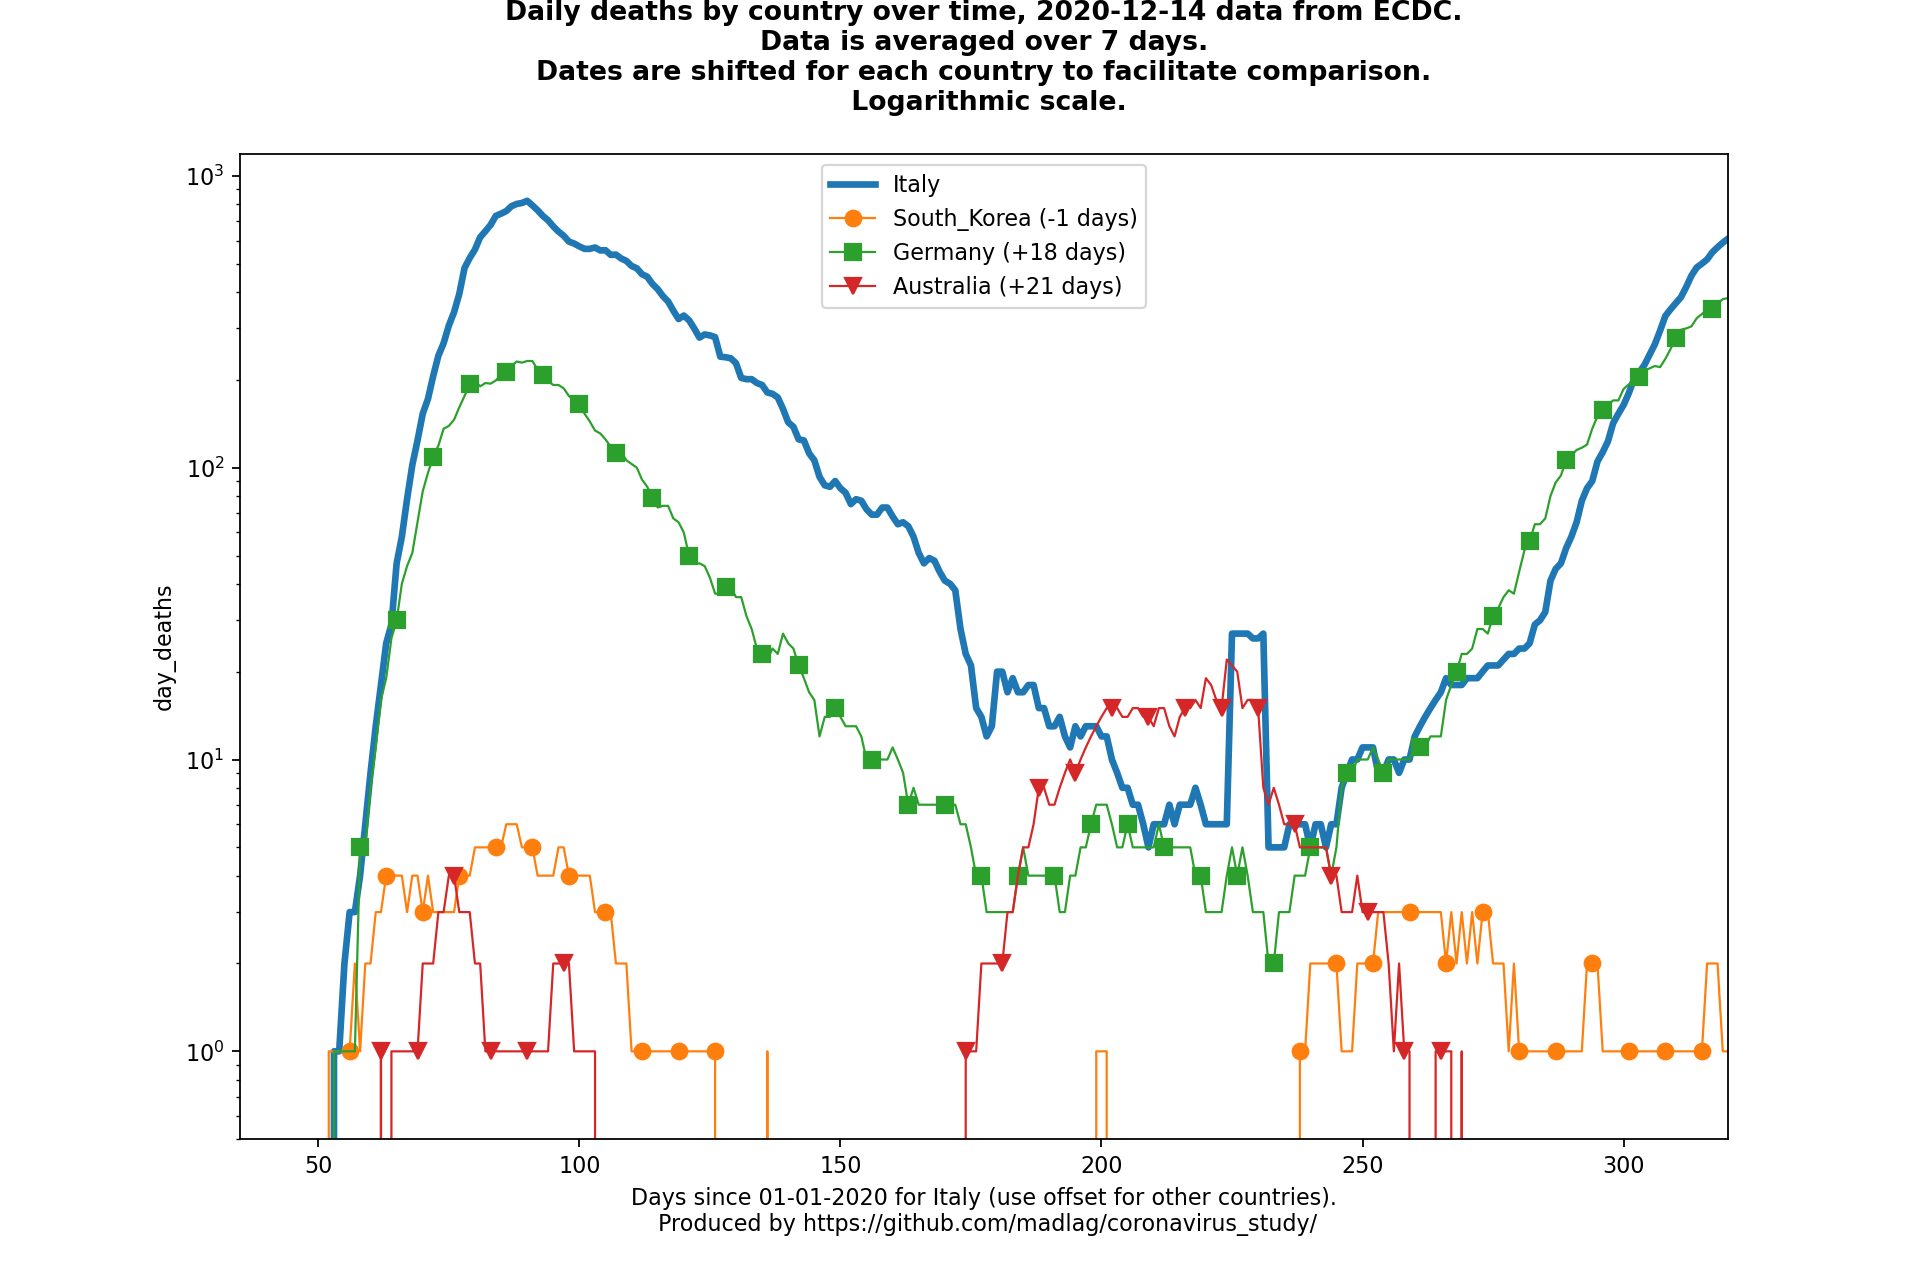 Daily deaths by country over time, 2020-12-14 data from ECDC.
Data is averaged over 7 days.
Dates are shifted for each country to facilitate comparison.
Logarithmic scale.
Italy
South_Korea (-1 days)
Germany (+18 days)
Australia (+21 days)
10³
10²
10¹
10⁰
day_deaths
50 100 150 200 250 300
Days since 01-01-2020 for Italy (use offset for other countries).
Produced by https://github.com/madlag/coronavirus_study/